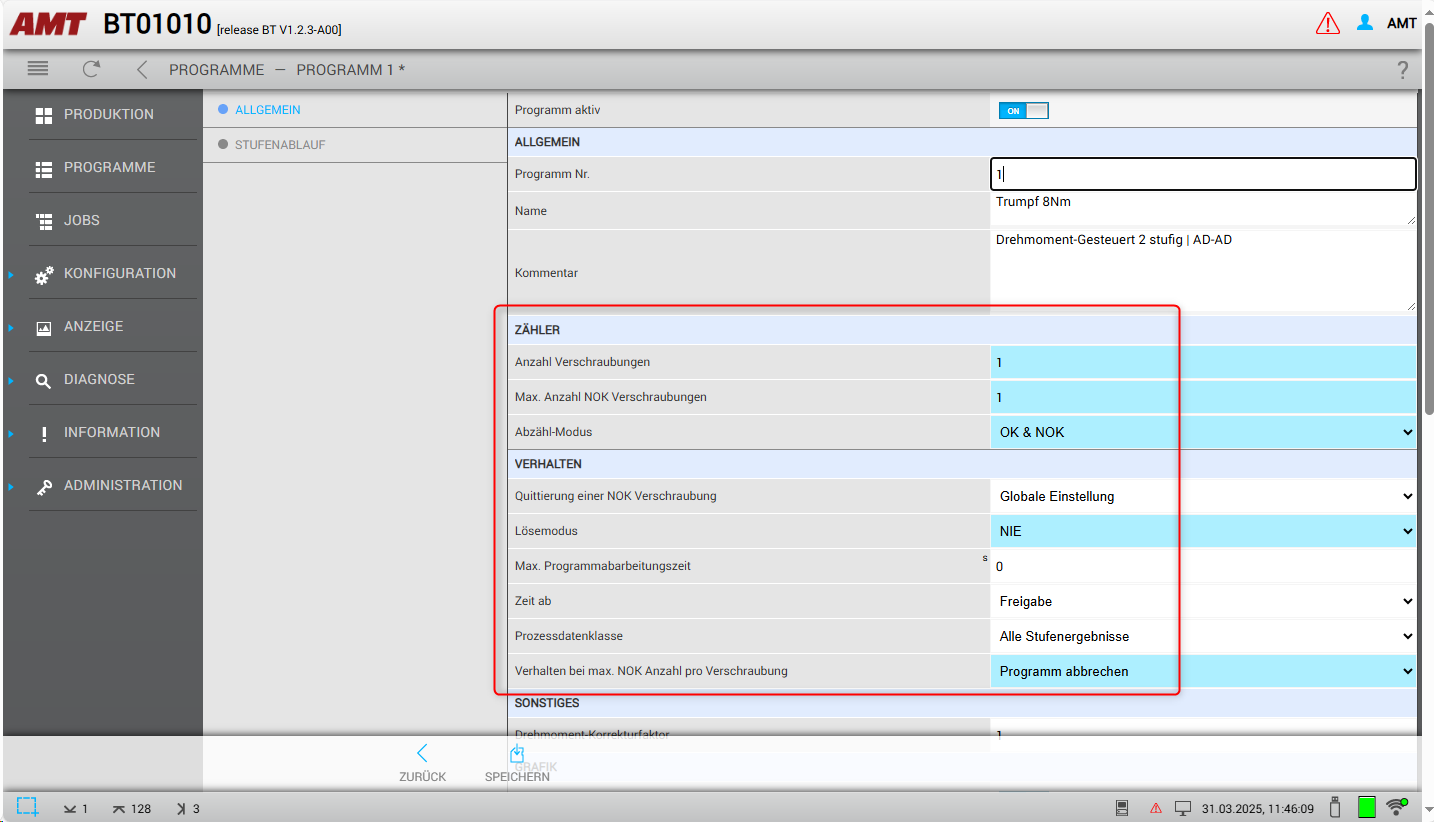 AMT BT01010 [release BT V1.2.3-A00] AMT
PROGRAMME — PROGRAMM 1 * ?
PRODUKTION
PROGRAMME
JOBS
KONFIGURATION
ANZEIGE
DIAGNOSE
INFORMATION
ADMINISTRATION
ALLGEMEIN
STUFENABLAUF
Programm aktiv ON
ALLGEMEIN
Programm Nr. 1
Name Trumpf 8Nm
Kommentar Drehmoment-Gesteuert 2 stufig | AD-AD
ZÄHLER
Anzahl Verschraubungen 1
Max. Anzahl NOK Verschraubungen 1
Abzähl-Modus OK & NOK
VERHALTEN
Quittierung einer NOK Verschraubung Globale Einstellung
Lösemodus NIE
Max. Programmabarbeitungszeit s 0
Zeit ab Freigabe
Prozessdatenklasse Alle Stufenergebnisse
Verhalten bei max. NOK Anzahl pro Verschraubung Programm abbrechen
SONSTIGES
Drehmoment-Korrekturfaktor 1
GRAFIK
ZURÜCK SPEICHERN
1 128 3 31.03.2025, 11:46:09